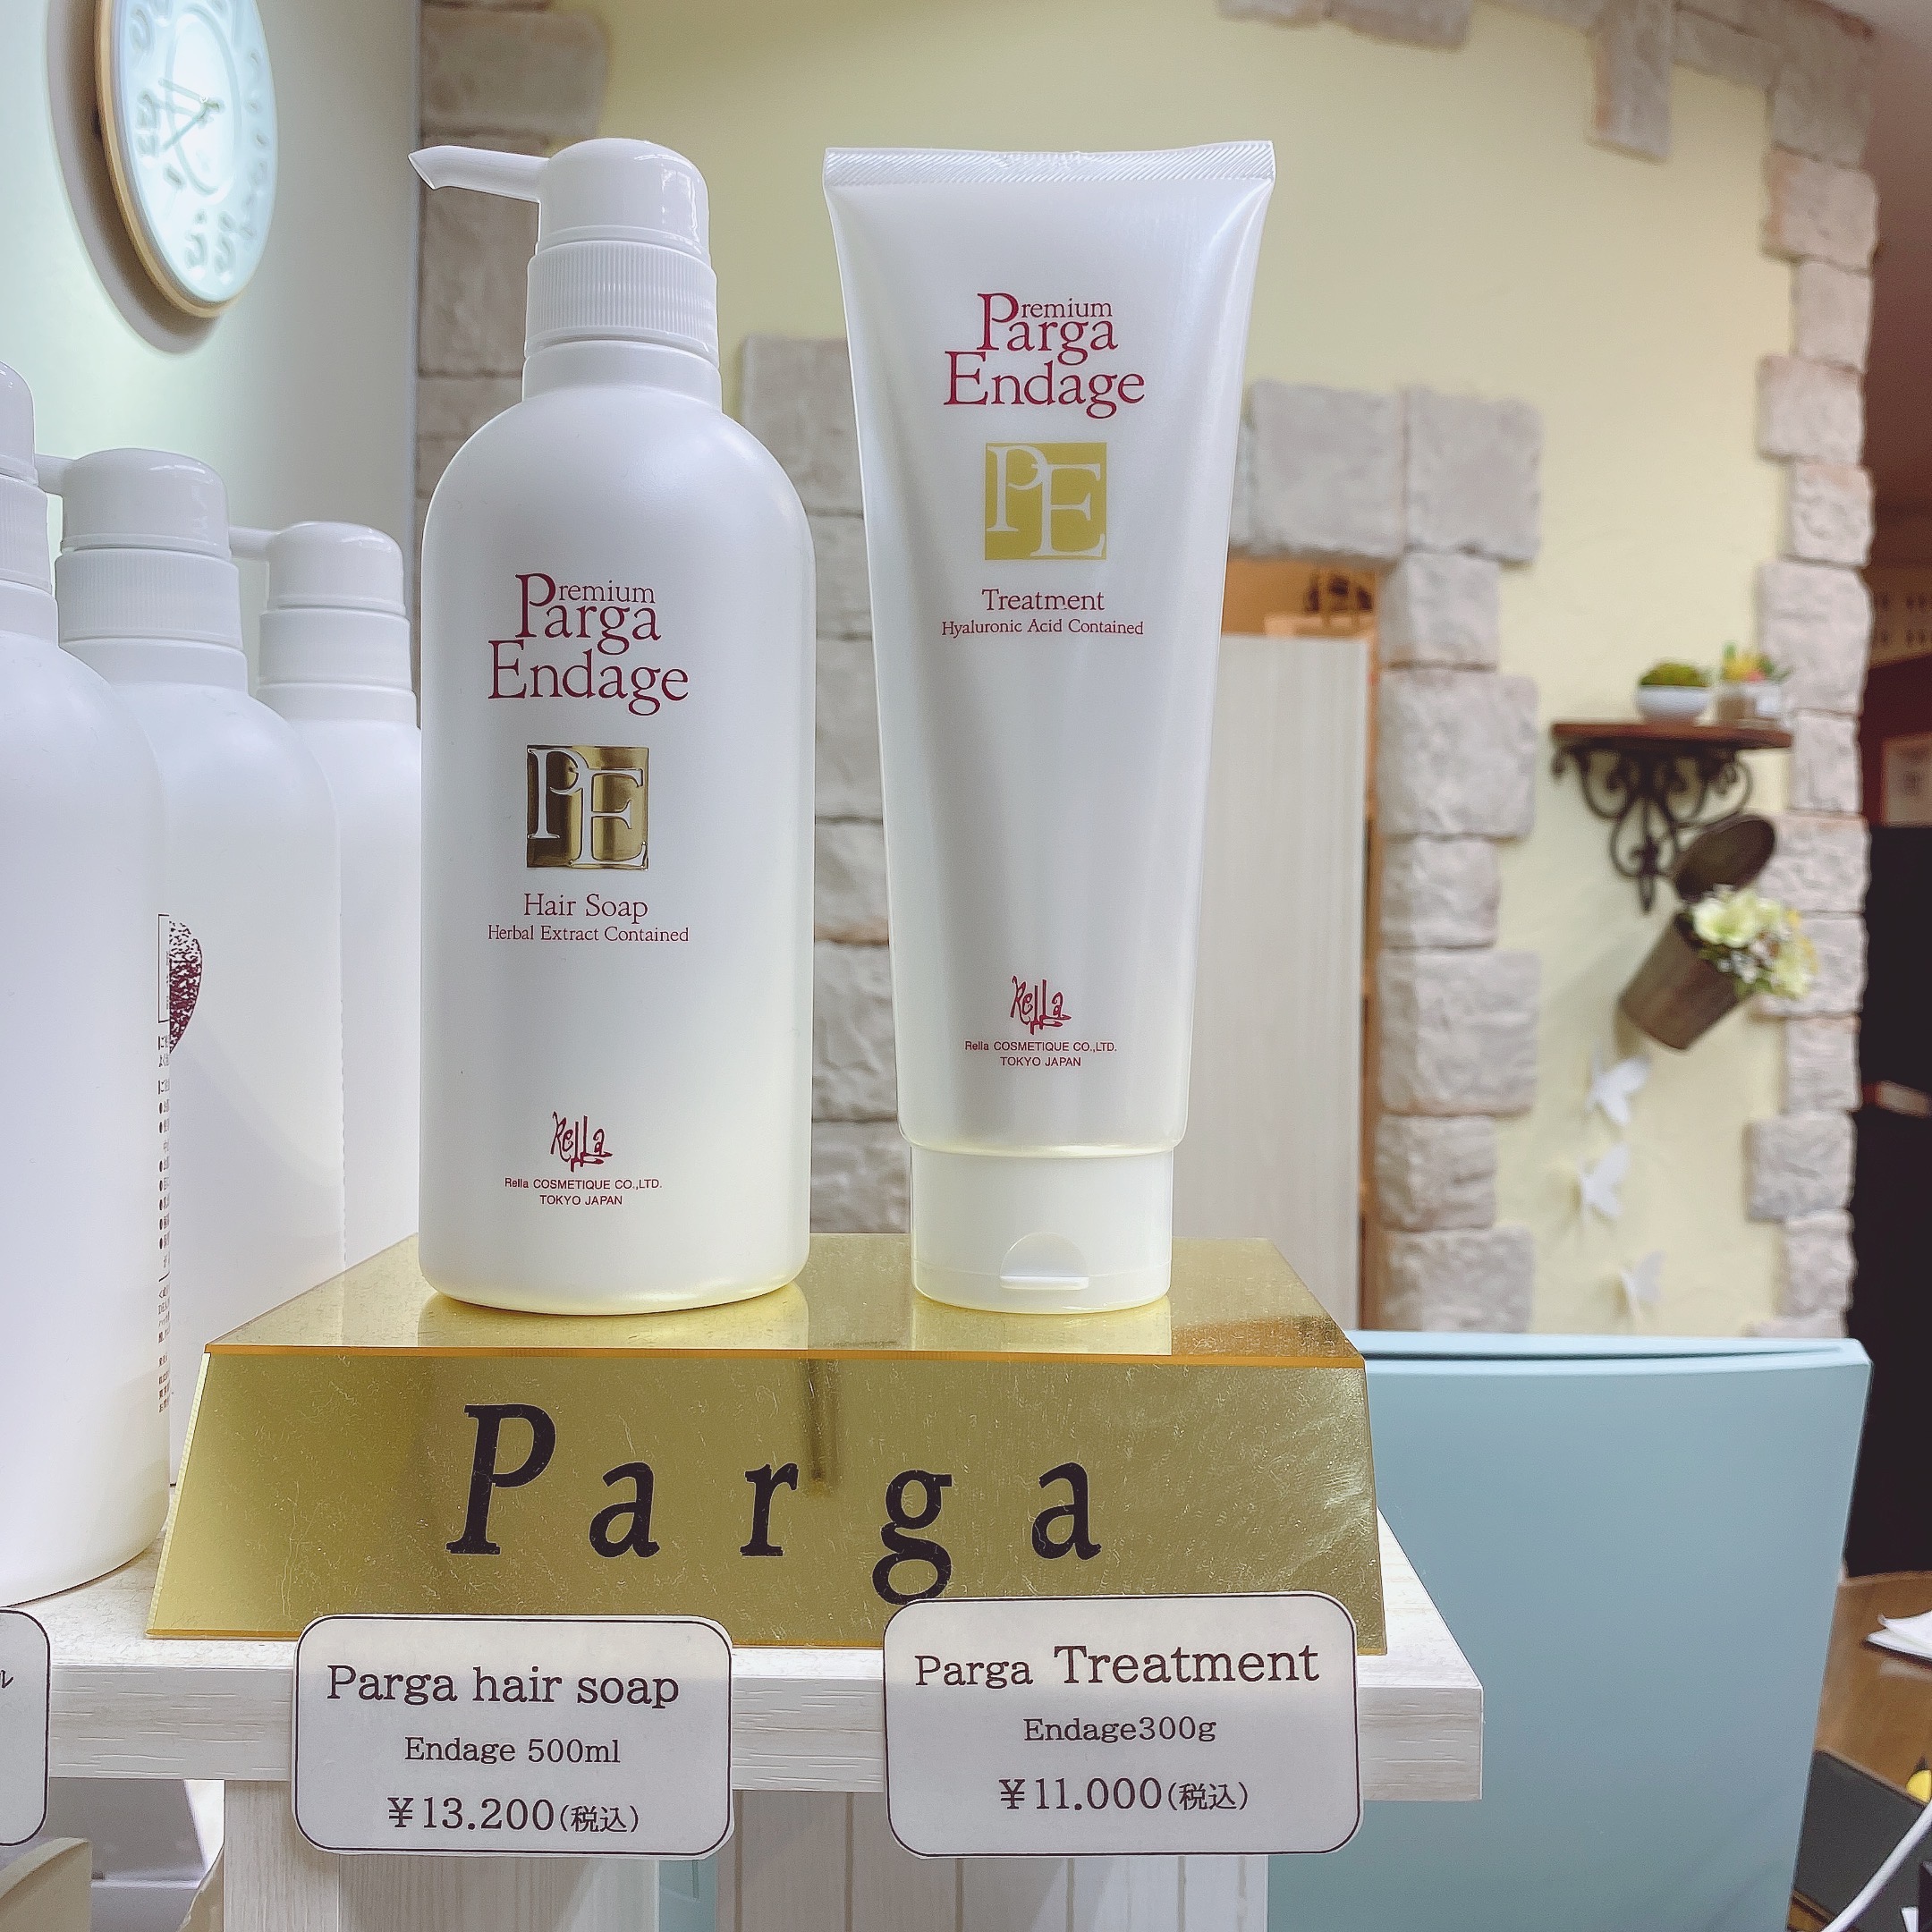 Premium
Parga
Endage
PE
Hair Soap
Herbal Extract Contained
Rella
Rella COSMETIQUE CO.,LTD.
TOKYO JAPAN
Premium
Parga
Endage
PE
Treatment
Hyaluronic Acid Contained
Rella
Rella COSMETIQUE CO.,LTD.
TOKYO JAPAN
Parga
Parga hair soap
Endage 500ml
¥13.200(税込)
Parga Treatment
Endage300g
¥11.000(税込)
ル